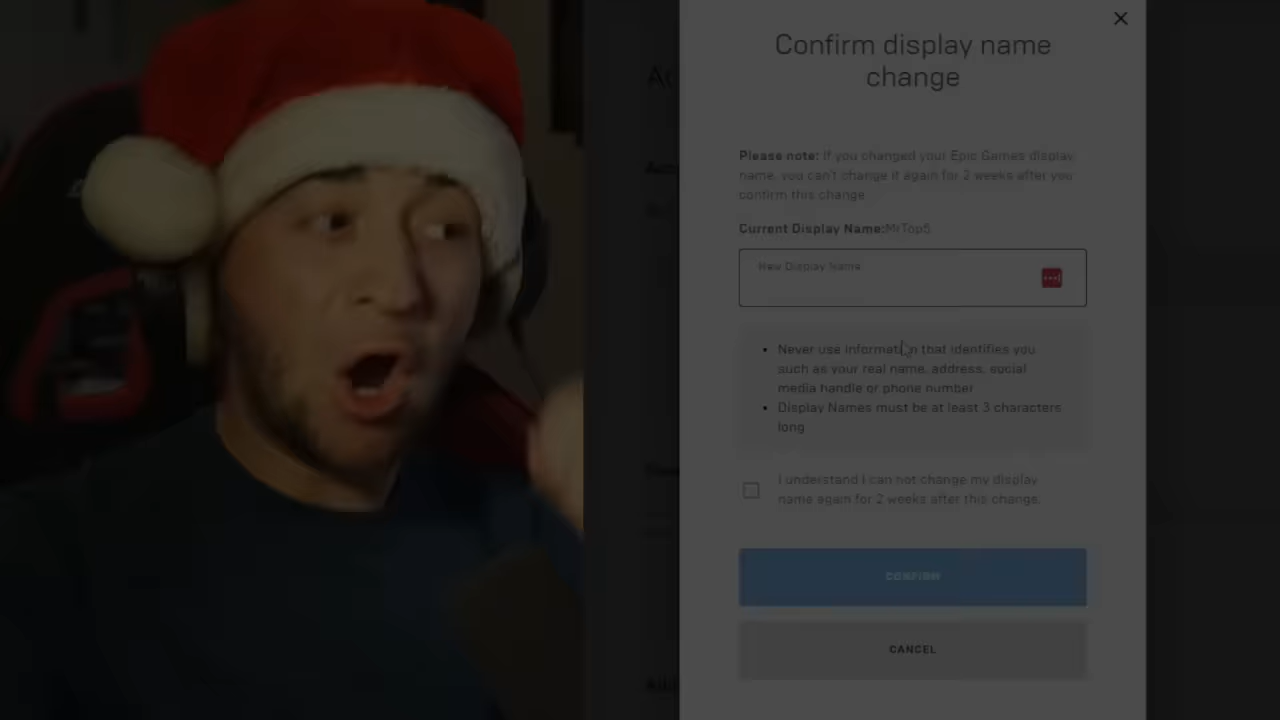 Confirm display name
change
Please note: If you changed your Epic Games display
name, you can't change it again for 2 weeks after you
confirm this change
Current Display Name:MrTop5
New Display Name
Never use information that identifies you
such as your real name, address, social
media handle or phone number
Display Names must be at least 3 characters
long
I understand I can not change my display
name again for 2 weeks after this change.
CONFIRM
CANCEL